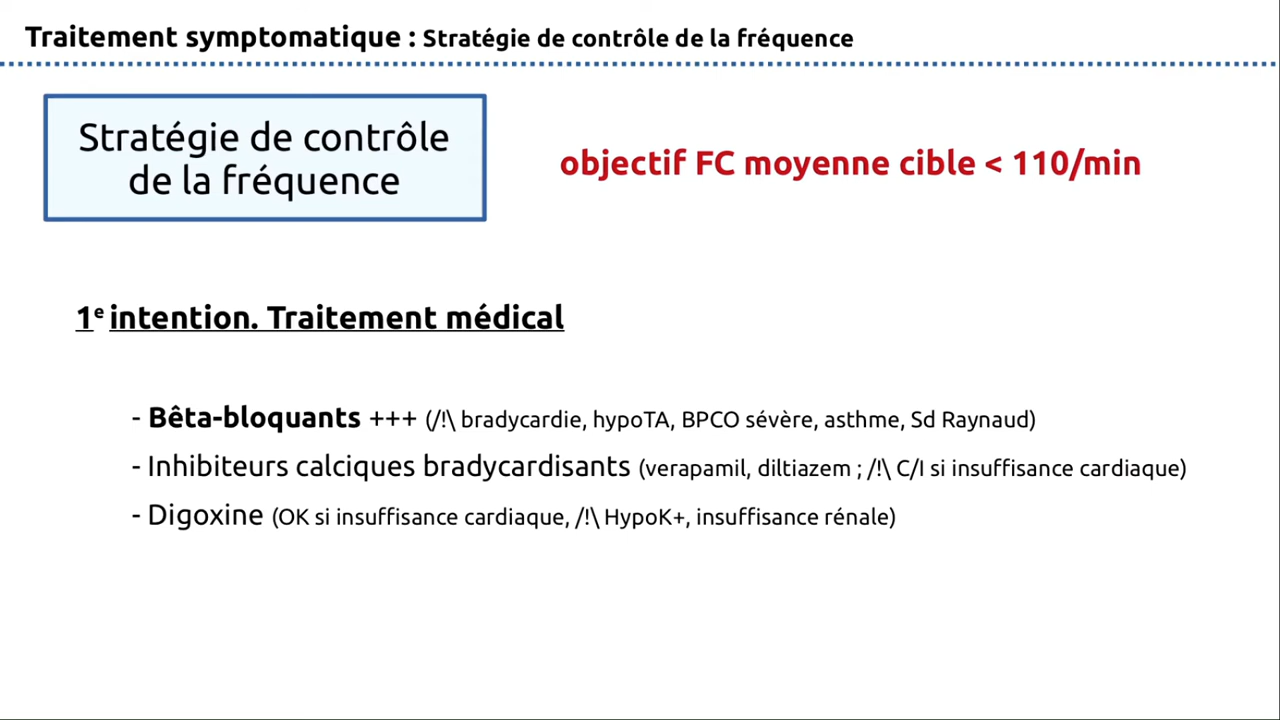 Traitement symptomatique : Stratégie de contrôle de la fréquence
Stratégie de contrôle
de la fréquence
objectif FC moyenne cible < 110/min
1e intention. Traitement médical
- Bêta-bloquants +++ (/!\ bradycardie, hypoTA, BPCO sévère, asthme, Sd Raynaud)
- Inhibiteurs calciques bradycardisants (verapamil, diltiazem ; /!\ C/I si insuffisance cardiaque)
- Digoxine (OK si insuffisance cardiaque, /!\ HypoK+, insuffisance rénale)